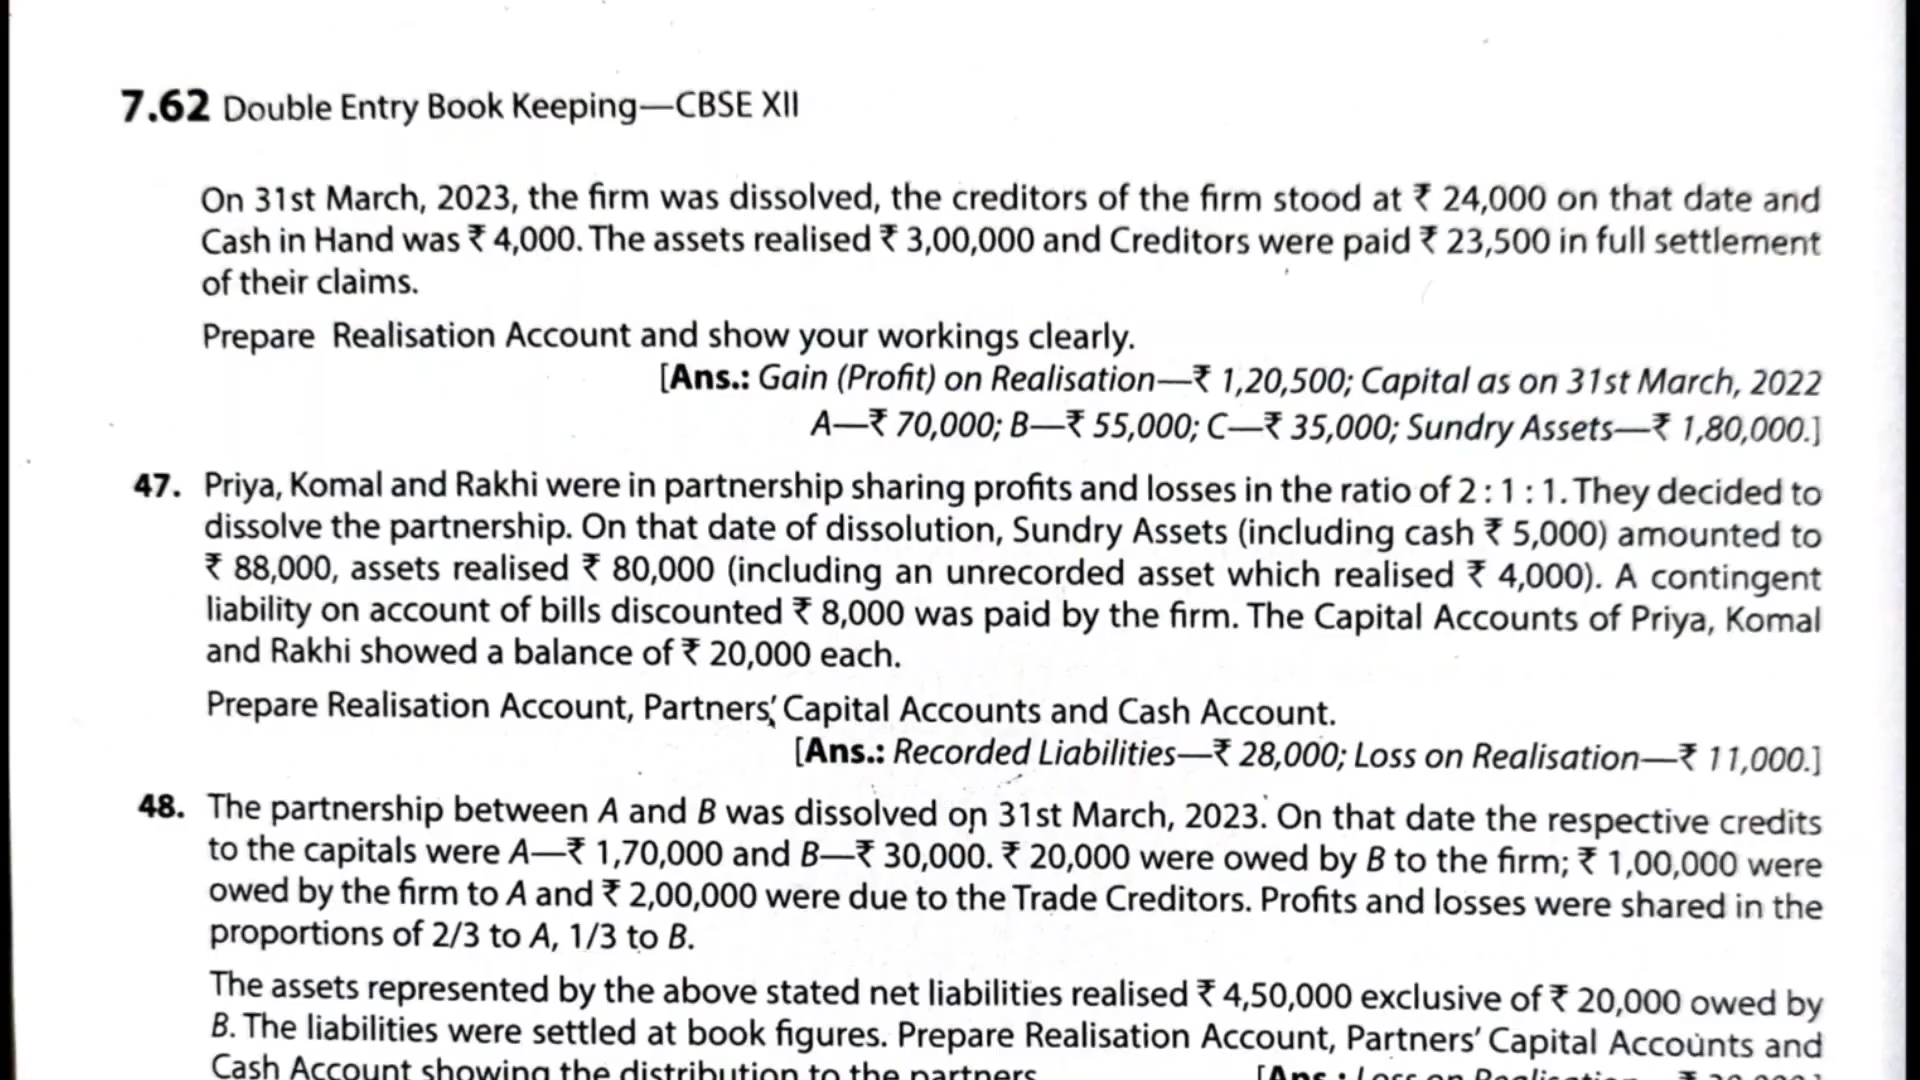 7.62 Double Entry Book Keeping—CBSE XII
On 31st March, 2023, the firm was dissolved, the creditors of the firm stood at ₹ 24,000 on that date and
Cash in Hand was ₹ 4,000. The assets realised ₹ 3,00,000 and Creditors were paid ₹ 23,500 in full settlement
of their claims.
Prepare Realisation Account and show your workings clearly.
[Ans.: Gain (Profit) on Realisation—₹ 1,20,500; Capital as on 31st March, 2022
A—₹ 70,000; B—₹ 55,000; C—₹ 35,000; Sundry Assets—₹ 1,80,000.]
47. Priya, Komal and Rakhi were in partnership sharing profits and losses in the ratio of 2 : 1 : 1. They decided to
dissolve the partnership. On that date of dissolution, Sundry Assets (including cash ₹ 5,000) amounted to
₹ 88,000, assets realised ₹ 80,000 (including an unrecorded asset which realised ₹ 4,000). A contingent
liability on account of bills discounted ₹ 8,000 was paid by the firm. The Capital Accounts of Priya, Komal
and Rakhi showed a balance of ₹ 20,000 each.
Prepare Realisation Account, Partners' Capital Accounts and Cash Account.
[Ans.: Recorded Liabilities—₹ 28,000; Loss on Realisation—₹ 11,000.]
48. The partnership between A and B was dissolved on 31st March, 2023. On that date the respective credits
to the capitals were A—₹ 1,70,000 and B—₹ 30,000. ₹ 20,000 were owed by B to the firm; ₹ 1,00,000 were
owed by the firm to A and ₹ 2,00,000 were due to the Trade Creditors. Profits and losses were shared in the
proportions of 2/3 to A, 1/3 to B.
The assets represented by the above stated net liabilities realised ₹ 4,50,000 exclusive of ₹ 20,000 owed by
B. The liabilities were settled at book figures. Prepare Realisation Account, Partners' Capital Accounts and
Cash Account showing the distribution to the partners. [Ans.: Loss on Realisation